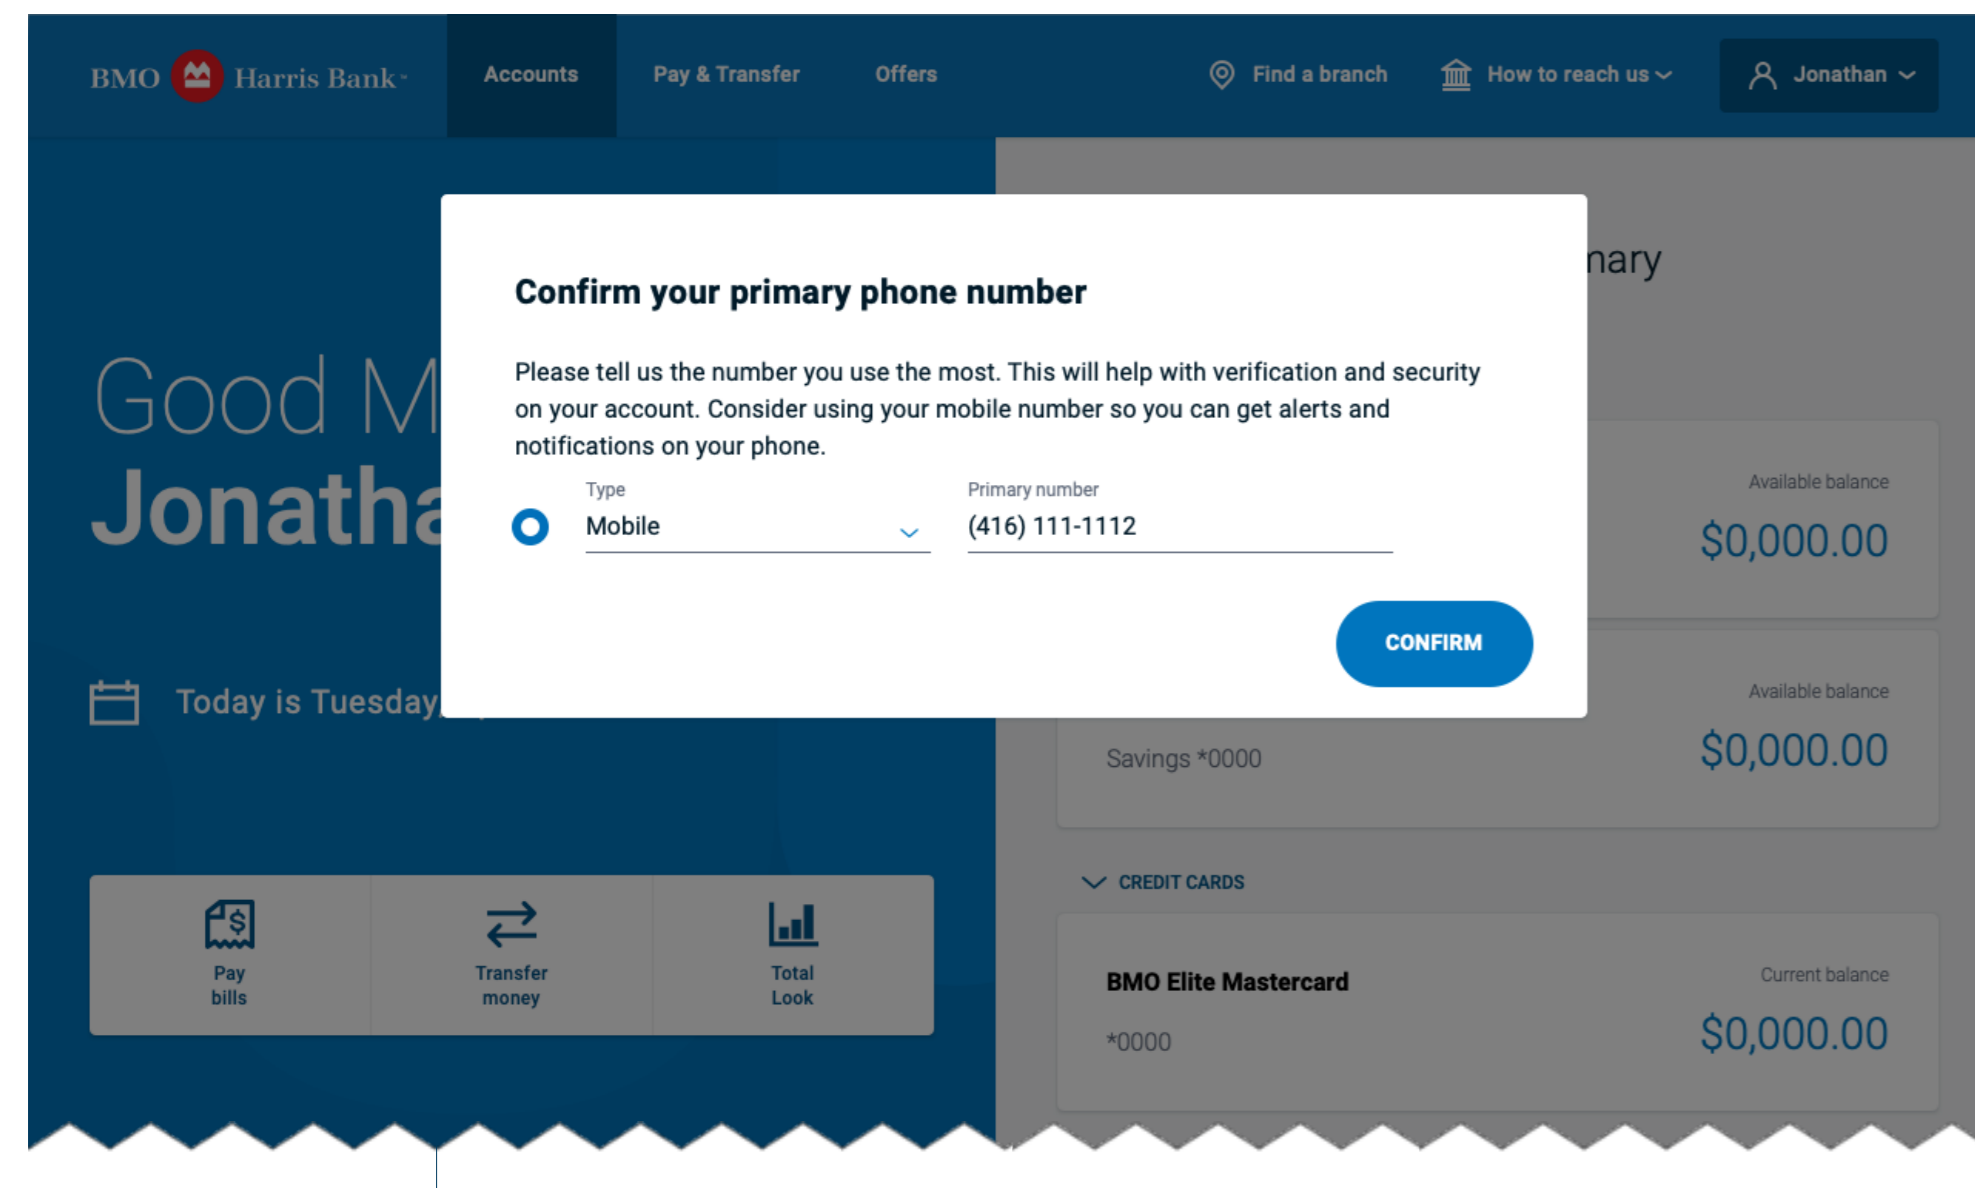 BMO Harris Bank
Accounts
Pay & Transfer
Offers
Find a branch
How to reach us
Jonathan
mary
Confirm your primary phone number
Please tell us the number you use the most. This will help with verification and security
on your account. Consider using your mobile number so you can get alerts and
notifications on your phone.
Type
Mobile
Primary number
(416) 111-1112
CONFIRM
Good M
Jonatha
Today is Tuesday,
Pay
bills
Transfer
money
Total
Look
Available balance
$0,000.00
Available balance
Savings *0000
$0,000.00
CREDIT CARDS
BMO Elite Mastercard
Current balance
*0000
$0,000.00